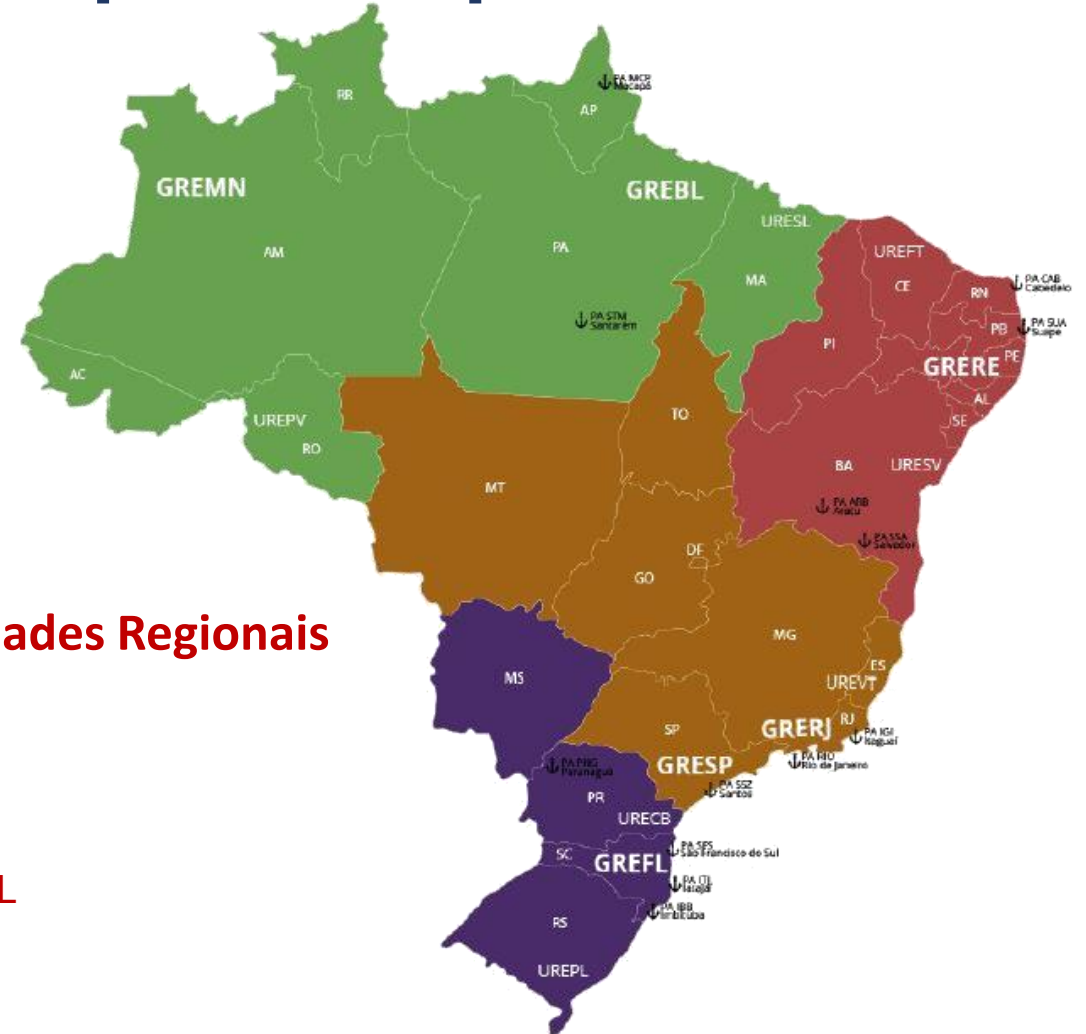 RR
PA MCP
Macapá
AP
GREMN
GREBL
URESL
AM
PA
MA
UREFT
CE
PA CAB
Cabedelo
RN
PA STM
Santarém
PB
PA SUA
Suape
PI
GRERE
PE
AC
AL
TO
SE
UREPV
RO
BA
URESV
MT
PA ARB
Aratu
PA SSA
Salvador
DF
GO
ades Regionais
MG
MS
ES
UREVT
SP
GRERJ
RJ
PA IGI
Itaguaí
PA RIO
Rio de Janeiro
GRESP
PA PNG
Paranaguá
PA SSZ
Santos
PR
URECB
PA SFS
São Francisco do Sul
SC
GREFL
PA ITJ
Itajaí
L
PA IBB
Imbituba
RS
UREPL